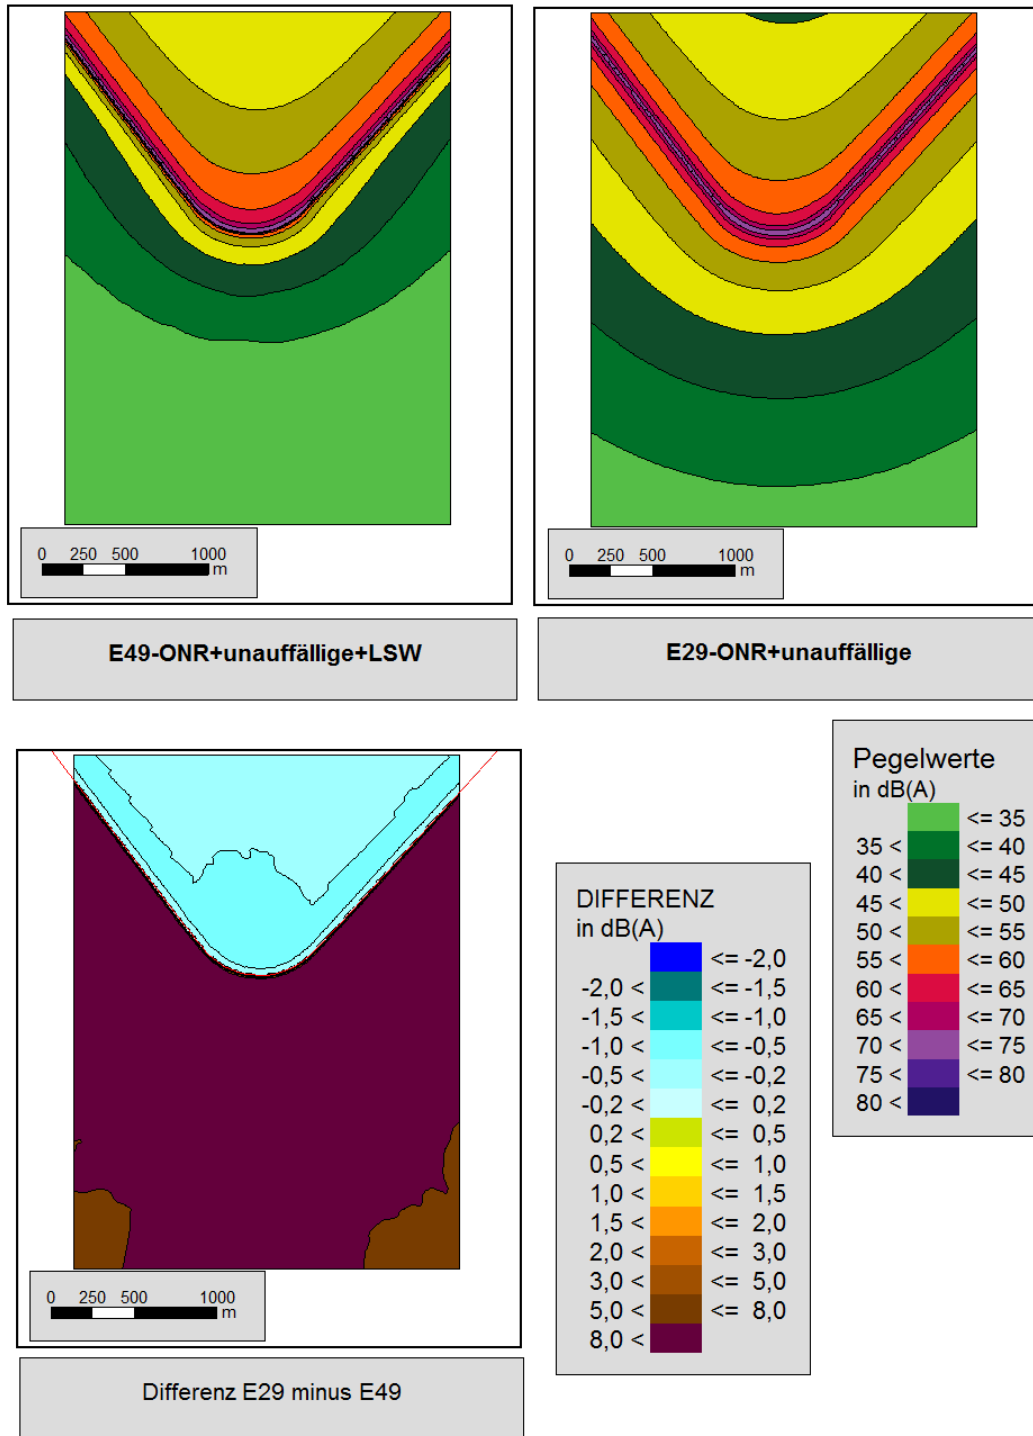 0 250 500 1000
m
E49-ONR+unauffällige+LSW
0 250 500 1000
m
E29-ONR+unauffällige
0 250 500 1000
m
Differenz E29 minus E49
DIFFERENZ
in dB(A)
<= -2,0
-2,0 < <= -1,5
-1,5 < <= -1,0
-1,0 < <= -0,5
-0,5 < <= -0,2
-0,2 < <= 0,2
0,2 < <= 0,5
0,5 < <= 1,0
1,0 < <= 1,5
1,5 < <= 2,0
2,0 < <= 3,0
3,0 < <= 5,0
5,0 < <= 8,0
8,0 <
Pegelwerte
in dB(A)
<= 35
35 < <= 40
40 < <= 45
45 < <= 50
50 < <= 55
55 < <= 60
60 < <= 65
65 < <= 70
70 < <= 75
75 < <= 80
80 <